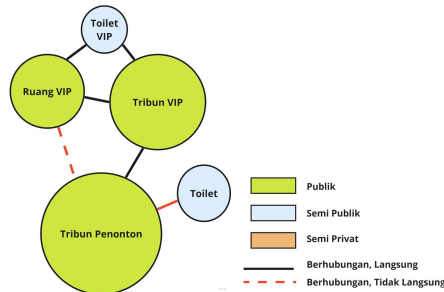 Toilet
VIP
Ruang VIP
Tribun VIP
Tribun Penonton
Toilet
Publik
Semi Publik
Semi Privat
Berhubungan, Langsung
Berhubungan, Tidak Langsung